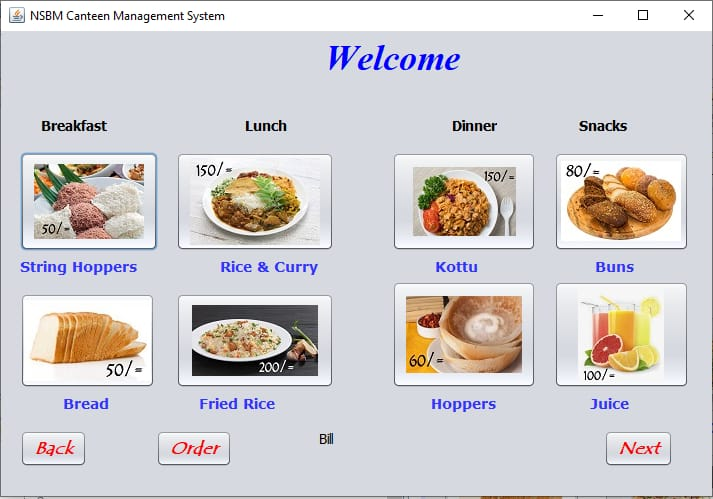 NSBM Canteen Management System
Welcome
Breakfast
Lunch
Dinner
Snacks
50/=
150/=
150/=
80/=
String Hoppers
Rice & Curry
Kottu
Buns
50/=
200/=
60/=
100/=
Bread
Fried Rice
Hoppers
Juice
Back
Order
Bill
Next